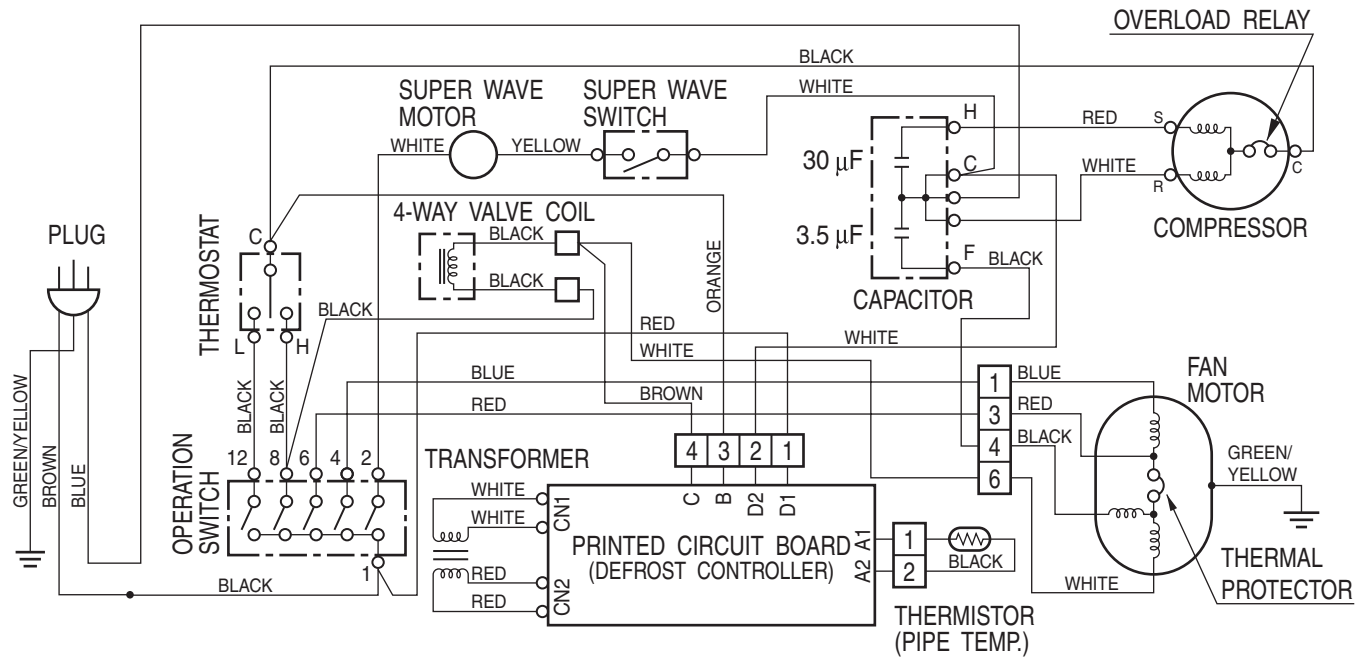 OVERLOAD RELAY
BLACK
SUPER WAVE
MOTOR
SUPER WAVE
SWITCH
WHITE
H
RED
S
WHITE
YELLOW
30 μF
C
WHITE
R
C
COMPRESSOR
4-WAY VALVE COIL
PLUG
THERMOSTAT
C
BLACK
BLACK
ORANGE
3.5 μF
F
BLACK
CAPACITOR
BLACK
RED
WHITE
WHITE
L
H
BLACK
BLACK
BLUE
BROWN
RED
1
BLUE
3
RED
4
BLACK
6
FAN
MOTOR
GREEN/
YELLOW
THERMAL
PROTECTOR
WHITE
GREEN/YELLOW
BROWN
BLUE
OPERATION
SWITCH
12
8
6
4
2
1
BLACK
TRANSFORMER
WHITE
WHITE
RED
RED
CN1
CN2
4
3
2
1
C
B
D2
D1
PRINTED CIRCUIT BOARD
(DEFROST CONTROLLER)
A1
A2
1
2
BLACK
THERMISTOR
(PIPE TEMP.)